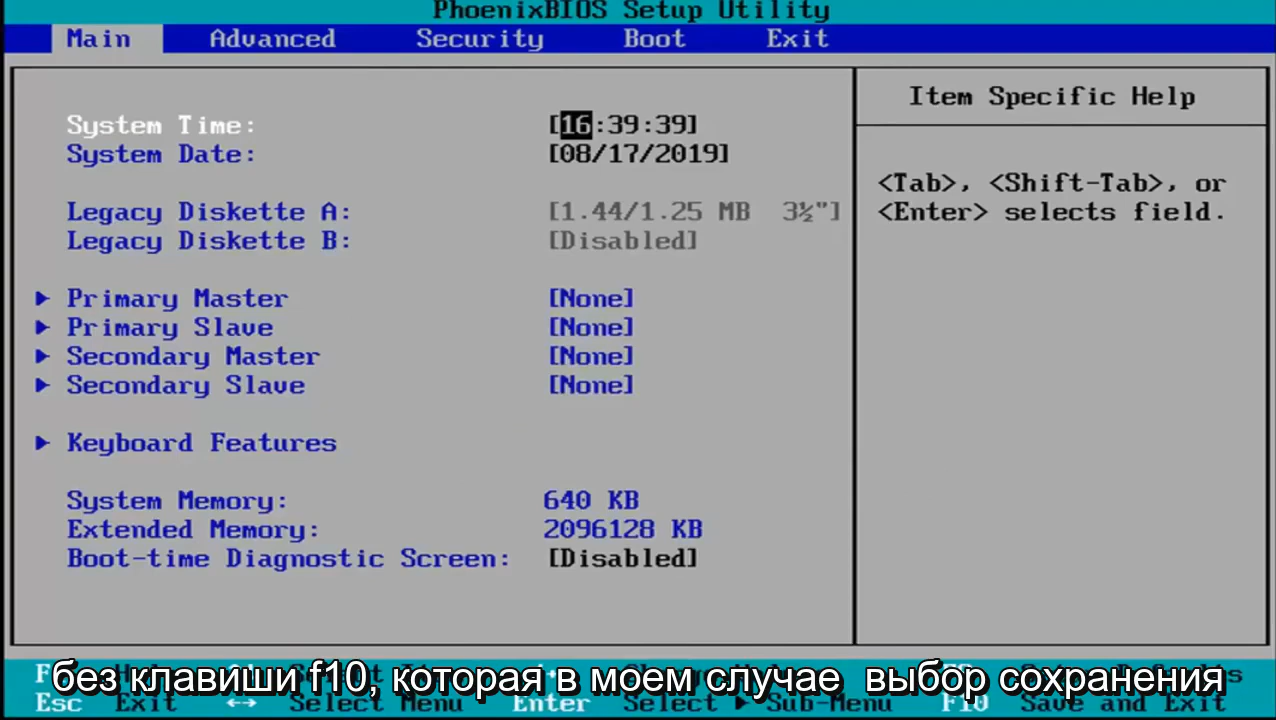 PhoenixBIOS Setup Utility
Main Advanced Security Boot Exit
Item Specific Help
System Time: [16:39:39]
System Date: [08/17/2019]
<Tab>, <Shift-Tab>, or
<Enter> selects field.
Legacy Diskette A: [1.44/1.25 MB 3½"]
Legacy Diskette B: [Disabled]
Primary Master [None]
Primary Slave [None]
Secondary Master [None]
Secondary Slave [None]
Keyboard Features
System Memory: 640 KB
Extended Memory: 2096128 KB
Boot-time Diagnostic Screen: [Disabled]
без клавиши f10, которая в моем случае выбор сохранения
Esc Exit ↔ Select Menu Enter Select ▶ Sub-Menu F10 Save and Exit